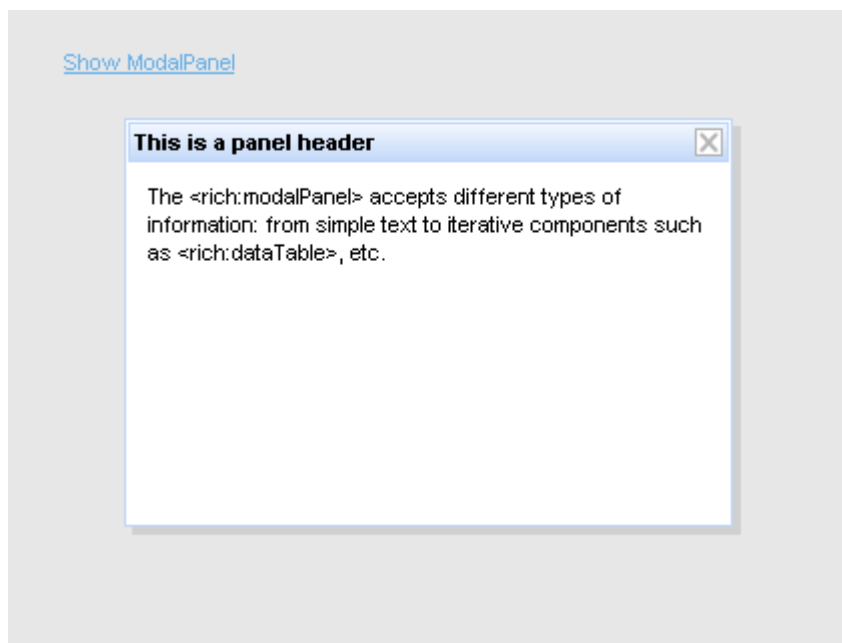 Show ModalPanel
This is a panel header
The <rich:modalPanel> accepts different types of
information: from simple text to iterative components such
as <rich:dataTable>, etc.